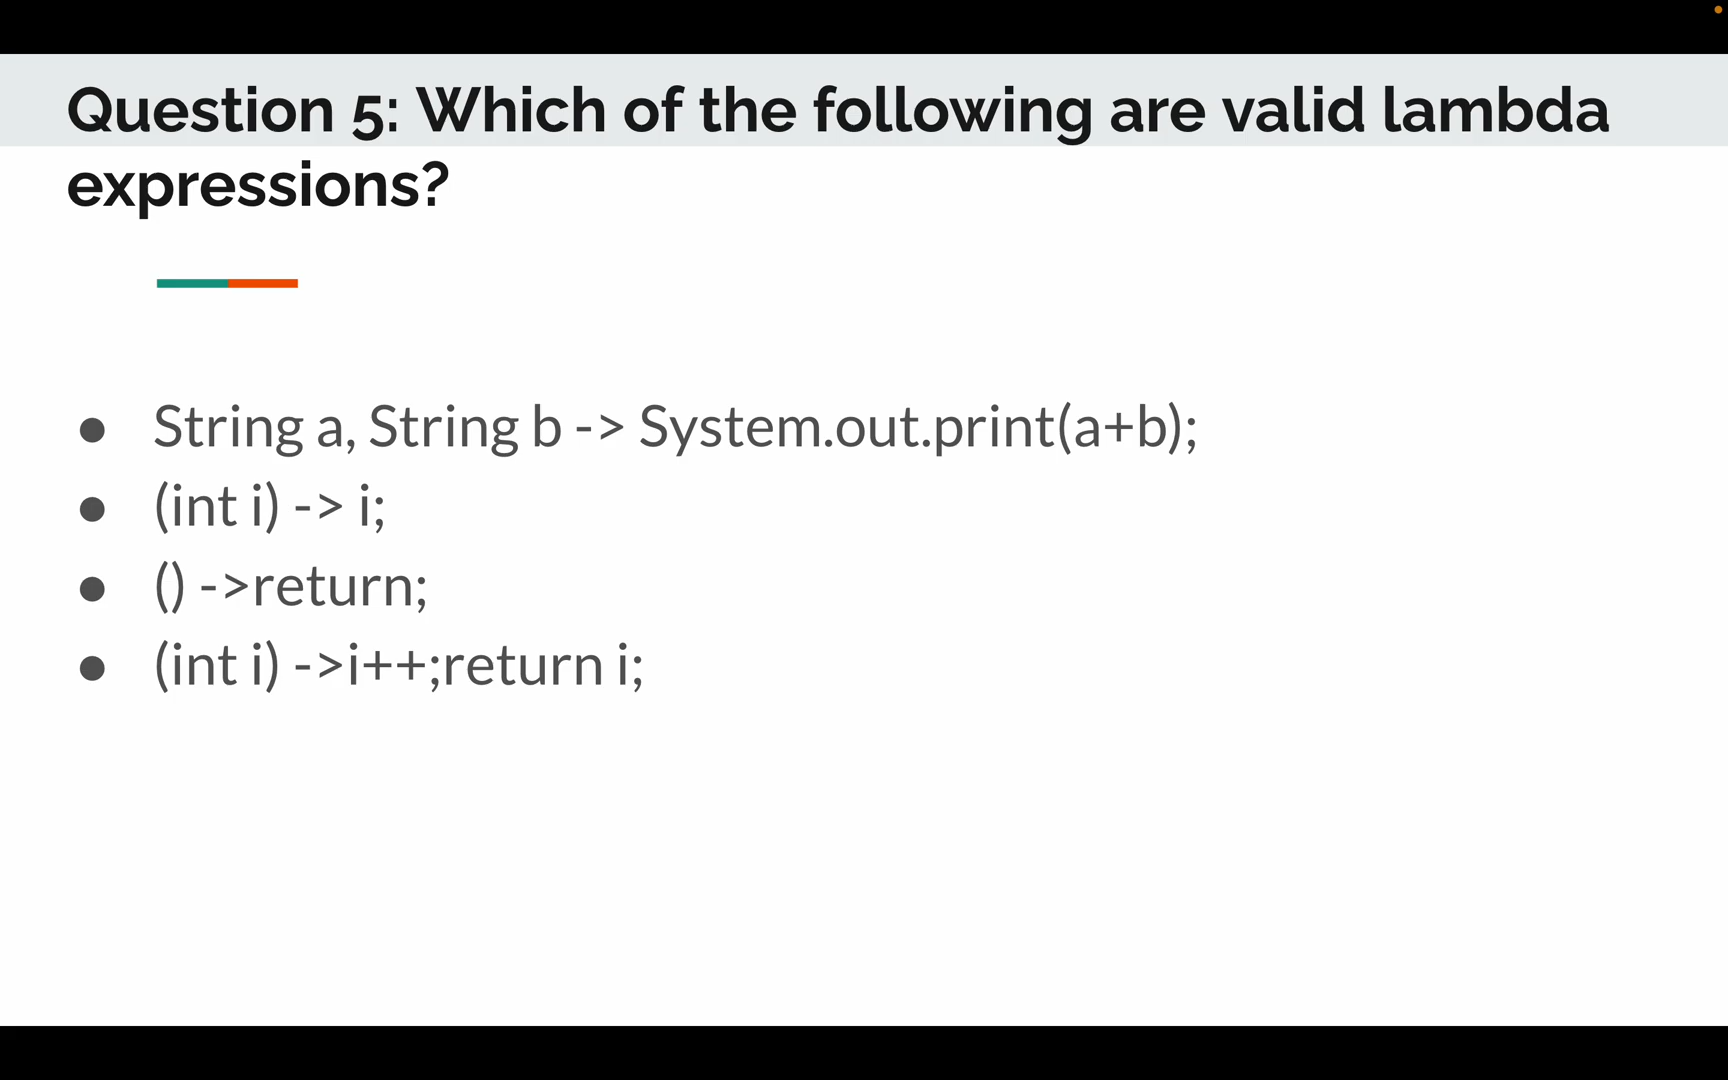 Question 5: Which of the following are valid lambda
expressions?
● String a, String b -> System.out.print(a+b);
● (int i) -> i;
● () ->return;
● (int i) ->i++;return i;